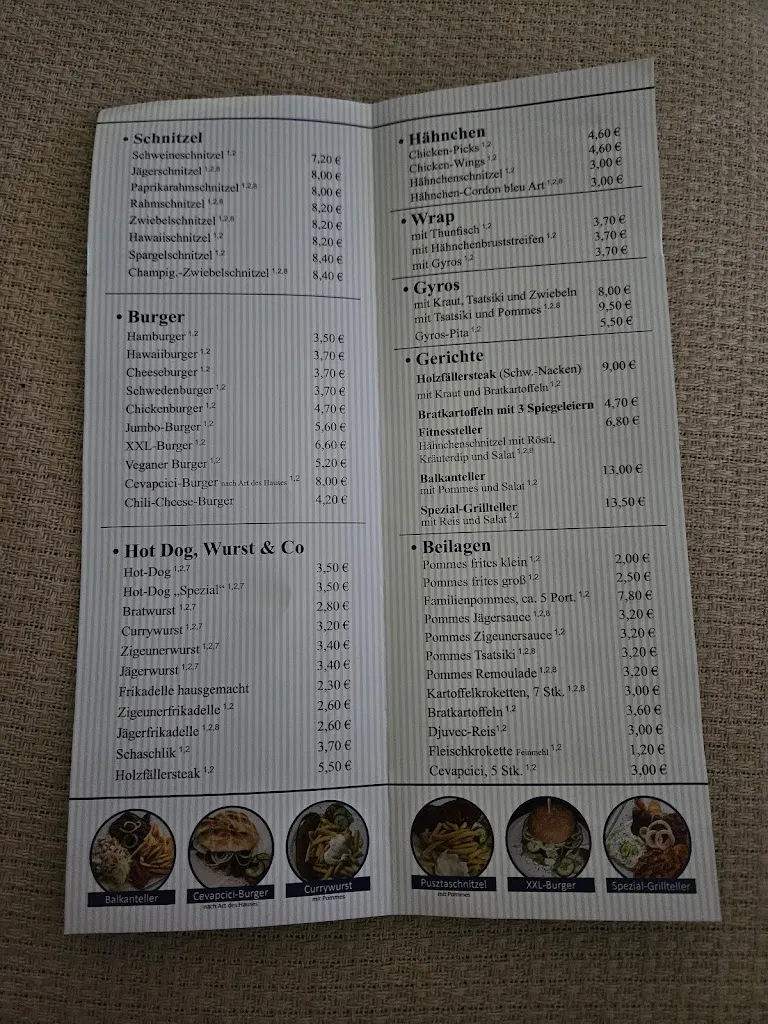 • Schnitzel
Schweineschnitzel 1,2 7,20 €
Jägerschnitzel 1,2,8 8,00 €
Paprikarahmschnitzel 1,2,8 8,00 €
Rahmschnitzel 1,2,8 8,20 €
Zwiebelschnitzel 1,2,8 8,20 €
Hawaiischnitzel 1,2 8,20 €
Spargelschnitzel 1,2 8,40 €
Champig.-Zwiebelschnitzel 1,2,8 8,40 €
• Burger
Hamburger 1,2 3,50 €
Hawaiiburger 1,2 3,70 €
Cheeseburger 1,2 3,70 €
Schwedenburger 1,2 3,70 €
Chickenburger 1,2 4,70 €
Jumbo-Burger 1,2 5,60 €
XXL-Burger 1,2 6,60 €
Veganer Burger 1,2 5,20 €
Cevapcici-Burger nach Art des Hauses 1,2 8,00 €
Chili-Cheese-Burger 4,20 €
• Hot Dog, Wurst & Co
Hot-Dog 1,2,7 3,50 €
Hot-Dog „Spezial“ 1,2,7 3,50 €
Bratwurst 1,2,7 2,80 €
Currywurst 1,2,7 3,20 €
Zigeunerwurst 1,2,7 3,40 €
Jägerwurst 1,2,7 3,40 €
Frikadelle hausgemacht 2,30 €
Zigeunerfrikadelle 1,2 2,60 €
Jägerfrikadelle 1,2,8 2,60 €
Schaschlik 1,2 3,70 €
Holzfällersteak 1,2 5,50 €
Balkanteller
Cevapcici-Burger
nach Art des Hauses
Currywurst
mit Pommes
• Hähnchen
Chicken-Picks 1,2 4,60 €
Chicken-Wings 1,2 4,60 €
Hähnchenschnitzel 1,2 3,00 €
Hähnchen-Cordon bleu Art 1,2,8 3,00 €
• Wrap
mit Thunfisch 1,2 3,70 €
mit Hähnchenbruststreifen 1,2 3,70 €
mit Gyros 1,2 3,70 €
• Gyros
mit Kraut, Tsatsiki und Zwiebeln 8,00 €
mit Tsatsiki und Pommes 1,2,8 9,50 €
Gyros-Pita 1,2 5,50 €
• Gerichte
Holzfällersteak (Schw.-Nacken) 9,00 €
mit Kraut und Bratkartoffeln 1,2
Bratkartoffeln mit 3 Spiegeleiern 4,70 €
Fitnessteller 6,80 €
Hähnchenschnitzel mit Rösti,
Kräuterdip und Salat 1,2,8
Balkanteller 13,00 €
mit Pommes und Salat 1,2
Spezial-Grillteller 13,50 €
mit Reis und Salat 1,2
• Beilagen
Pommes frites klein 1,2 2,00 €
Pommes frites groß 1,2 2,50 €
Familienpommes, ca. 5 Port. 1,2 7,80 €
Pommes Jägersauce 1,2,8 3,20 €
Pommes Zigeunersauce 1,2 3,20 €
Pommes Tsatsiki 1,2,8 3,20 €
Pommes Remoulade 1,2,8 3,20 €
Kartoffelkroketten, 7 Stk. 1,2,8 3,00 €
Bratkartoffeln 1,2 3,60 €
Djuvec-Reis 1,2 3,00 €
Fleischkrokette Feinmehl 1,2 1,20 €
Cevapcici, 5 Stk. 1,2 3,00 €
Pusztaschnitzel
mit Pommes
XXL-Burger
Spezial-Grillteller